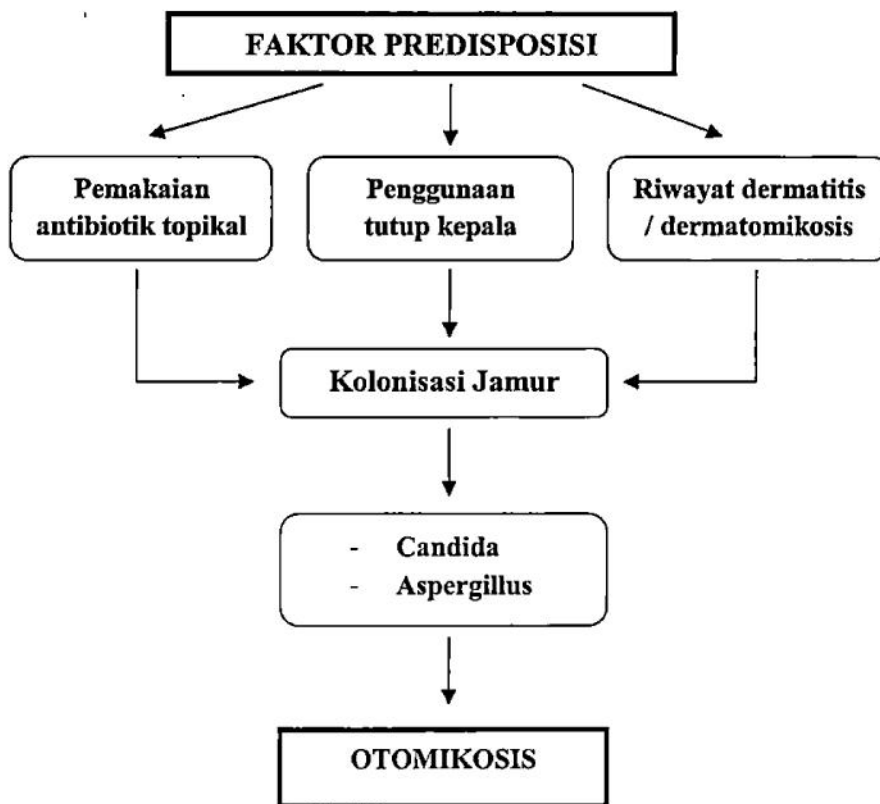 FAKTOR PREDISPOSISI
Pemakaian
antibiotik topikal
Penggunaan
tutup kepala
Riwayat dermatitis
/ dermatomikosis
Kolonisasi Jamur
- Candida
- Aspergillus
OTOMIKOSIS